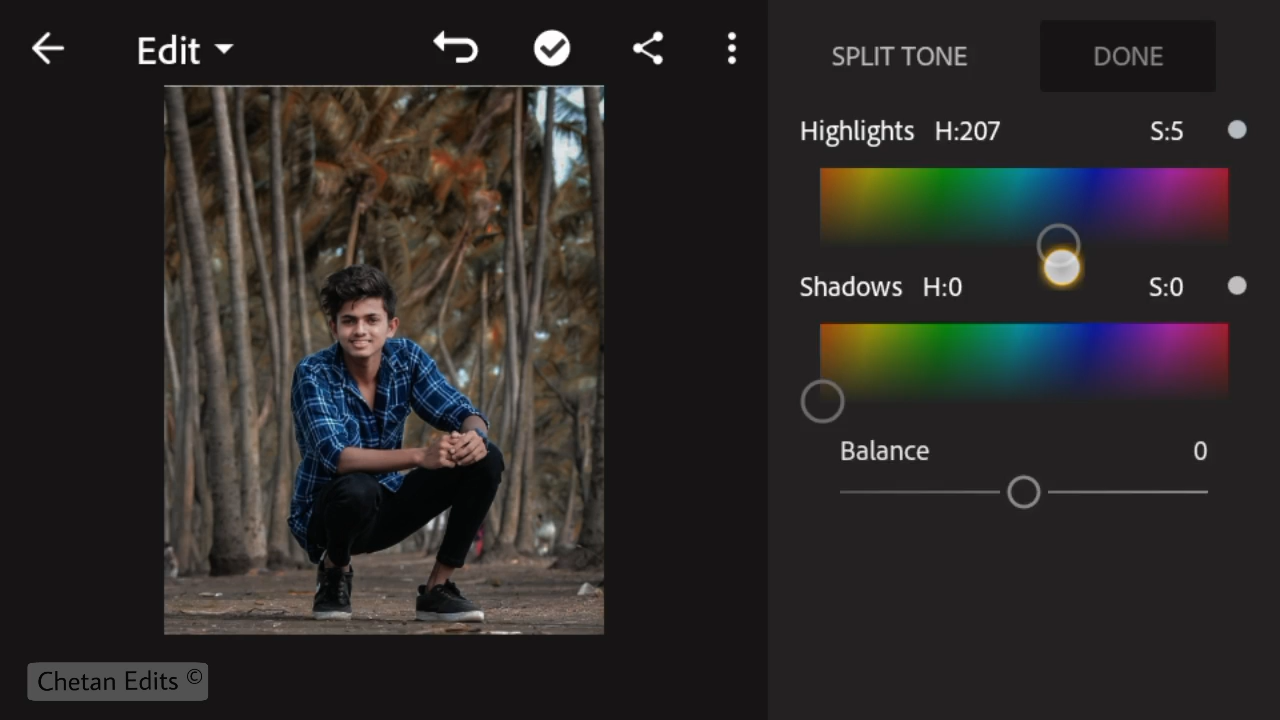 Edit
SPLIT TONE
DONE
Highlights H:207 S:5
Shadows H:0 S:0
Balance 0
Chetan Edits ©